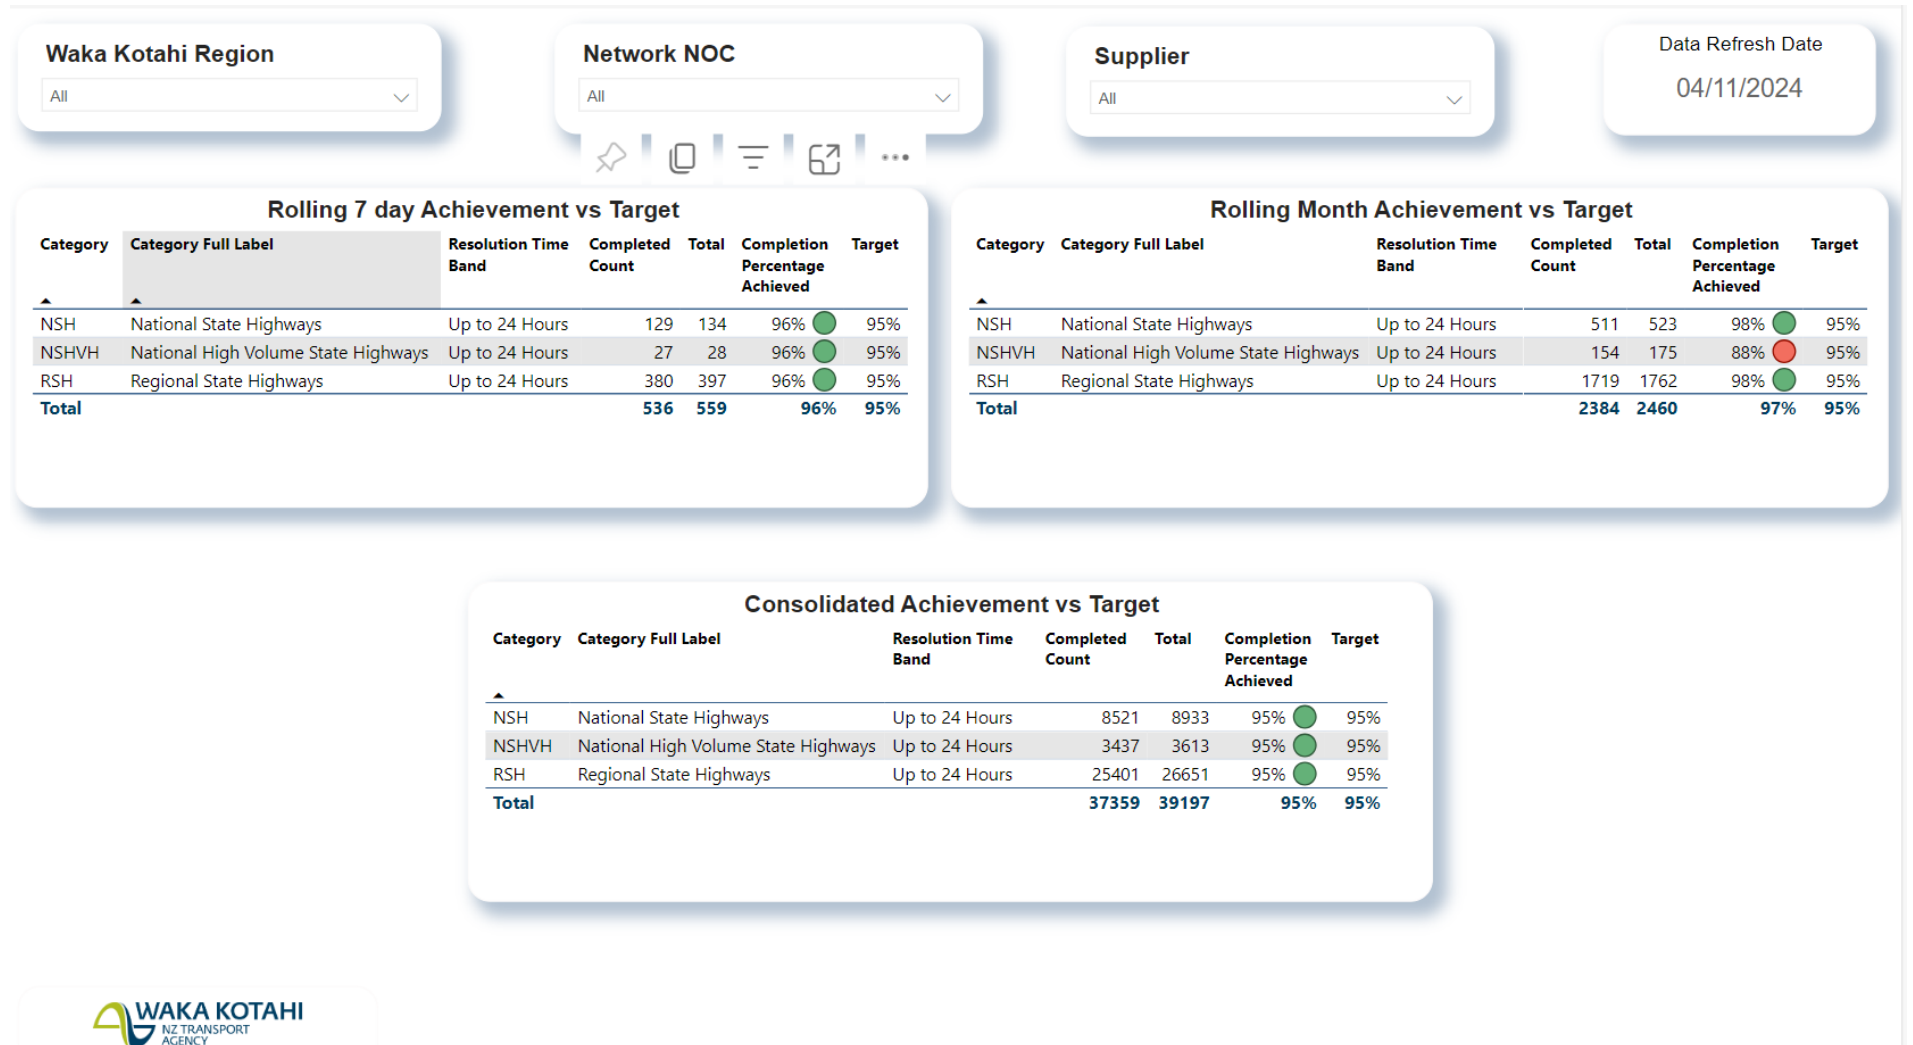 Waka Kotahi Region
All
Network NOC
All
Supplier
All
Data Refresh Date
04/11/2024
Rolling 7 day Achievement vs Target
Category Category Full Label Resolution Time Band Completed Count Total Completion Percentage Achieved Target
NSH National State Highways Up to 24 Hours 129 134 96% 95%
NSHVH National High Volume State Highways Up to 24 Hours 27 28 96% 95%
RSH Regional State Highways Up to 24 Hours 380 397 96% 95%
Total 536 559 96% 95%
Rolling Month Achievement vs Target
Category Category Full Label Resolution Time Band Completed Count Total Completion Percentage Achieved Target
NSH National State Highways Up to 24 Hours 511 523 98% 95%
NSHVH National High Volume State Highways Up to 24 Hours 154 175 88% 95%
RSH Regional State Highways Up to 24 Hours 1719 1762 98% 95%
Total 2384 2460 97% 95%
Consolidated Achievement vs Target
Category Category Full Label Resolution Time Band Completed Count Total Completion Percentage Achieved Target
NSH National State Highways Up to 24 Hours 8521 8933 95% 95%
NSHVH National High Volume State Highways Up to 24 Hours 3437 3613 95% 95%
RSH Regional State Highways Up to 24 Hours 25401 26651 95% 95%
Total 37359 39197 95% 95%
WAKA KOTAHI
NZ TRANSPORT
AGENCY